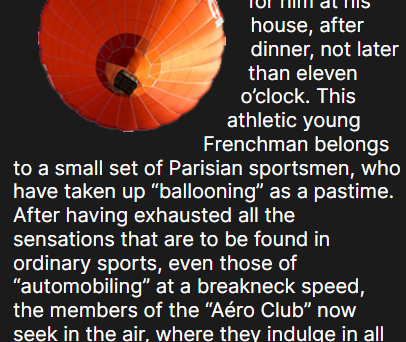 for him at his
house, after
dinner, not later
than eleven
o’clock. This
athletic young
Frenchman belongs
to a small set of Parisian sportsmen, who
have taken up “ballooning” as a pastime.
After having exhausted all the
sensations that are to be found in
ordinary sports, even those of
“automobiling” at a breakneck speed,
the members of the “Aéro Club” now
seek in the air, where they indulge in all